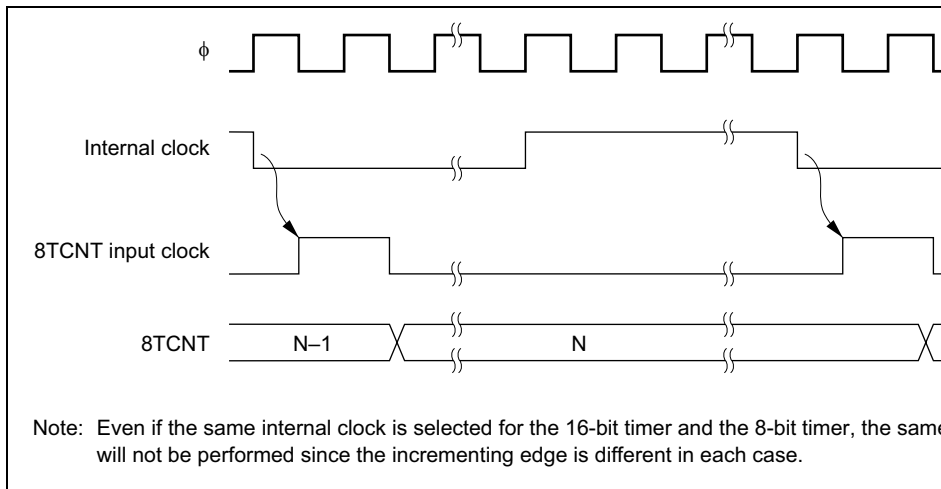 ϕ
Internal clock
8TCNT input clock
8TCNT
N–1
N
Note: Even if the same internal clock is selected for the 16-bit timer and the 8-bit timer, the same
will not be performed since the incrementing edge is different in each case.